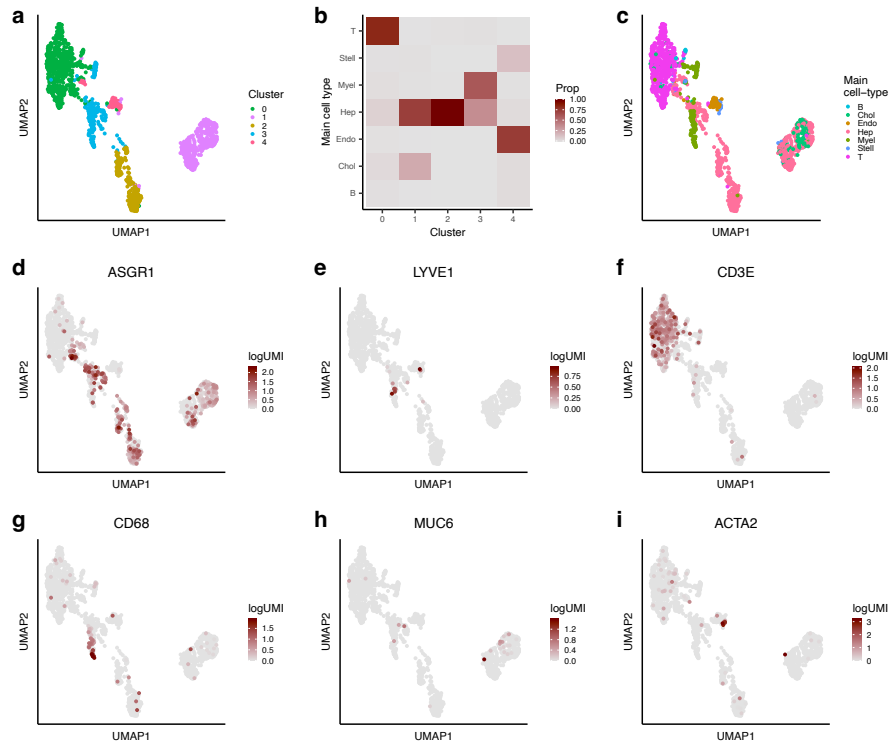 a
UMAP2
UMAP1
Cluster
0
1
2
3
4
b
Main cell type
T
Stell
Myel
Hep
Endo
Chol
B
0 1 2 3 4
Cluster
Prop
1.00
0.75
0.50
0.25
0.00
c
UMAP2
UMAP1
Main
cell-type
B
Chol
Endo
Hep
Myel
Stell
T
d
ASGR1
UMAP2
UMAP1
logUMI
2.0
1.5
1.0
0.5
0.0
e
LYVE1
UMAP2
UMAP1
logUMI
0.75
0.50
0.25
0.00
f
CD3E
UMAP2
UMAP1
logUMI
2.0
1.5
1.0
0.5
0.0
g
CD68
UMAP2
UMAP1
logUMI
1.5
1.0
0.5
0.0
h
MUC6
UMAP2
UMAP1
logUMI
1.2
0.8
0.4
0.0
i
ACTA2
UMAP2
UMAP1
logUMI
3
2
1
0